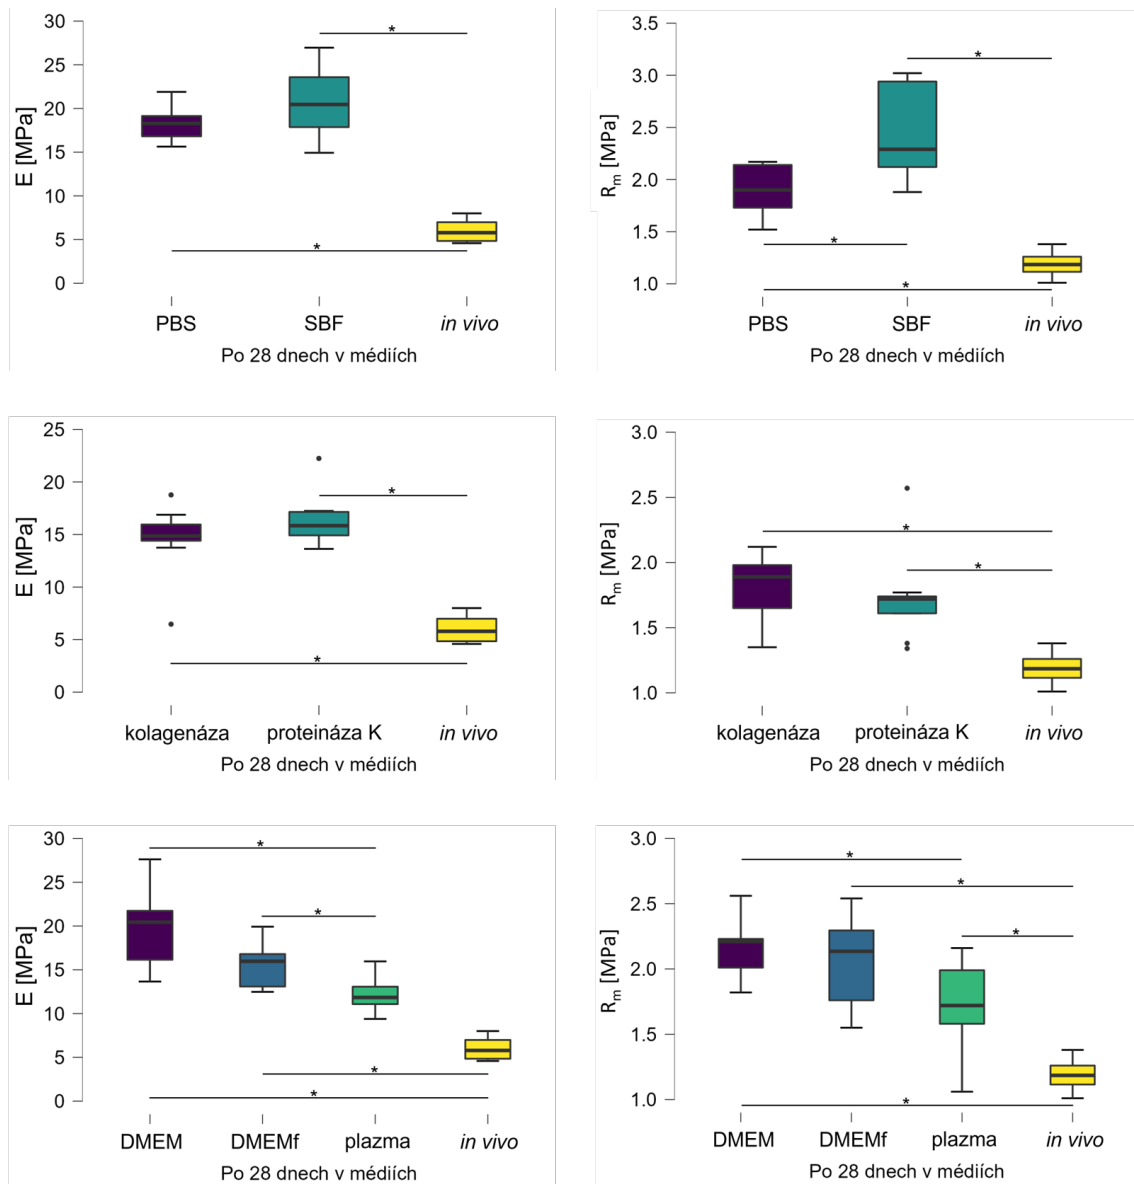 30
25
20
15
10
5
0
E [MPa]
*
*
PBS SBF in vivo
Po 28 dnech v médiích
3.5
3.0
2.5
2.0
1.5
1.0
Rm [MPa]
*
*
*
PBS SBF in vivo
Po 28 dnech v médiích
25
20
15
10
5
0
E [MPa]
*
*
kolagenáza proteináza K in vivo
Po 28 dnech v médiích
3.0
2.5
2.0
1.5
1.0
Rm [MPa]
*
*
kolagenáza proteináza K in vivo
Po 28 dnech v médiích
30
25
20
15
10
5
0
E [MPa]
*
*
*
*
DMEM DMEMf plazma in vivo
Po 28 dnech v médiích
3.0
2.5
2.0
1.5
1.0
Rm [MPa]
*
*
*
*
DMEM DMEMf plazma in vivo
Po 28 dnech v médiích